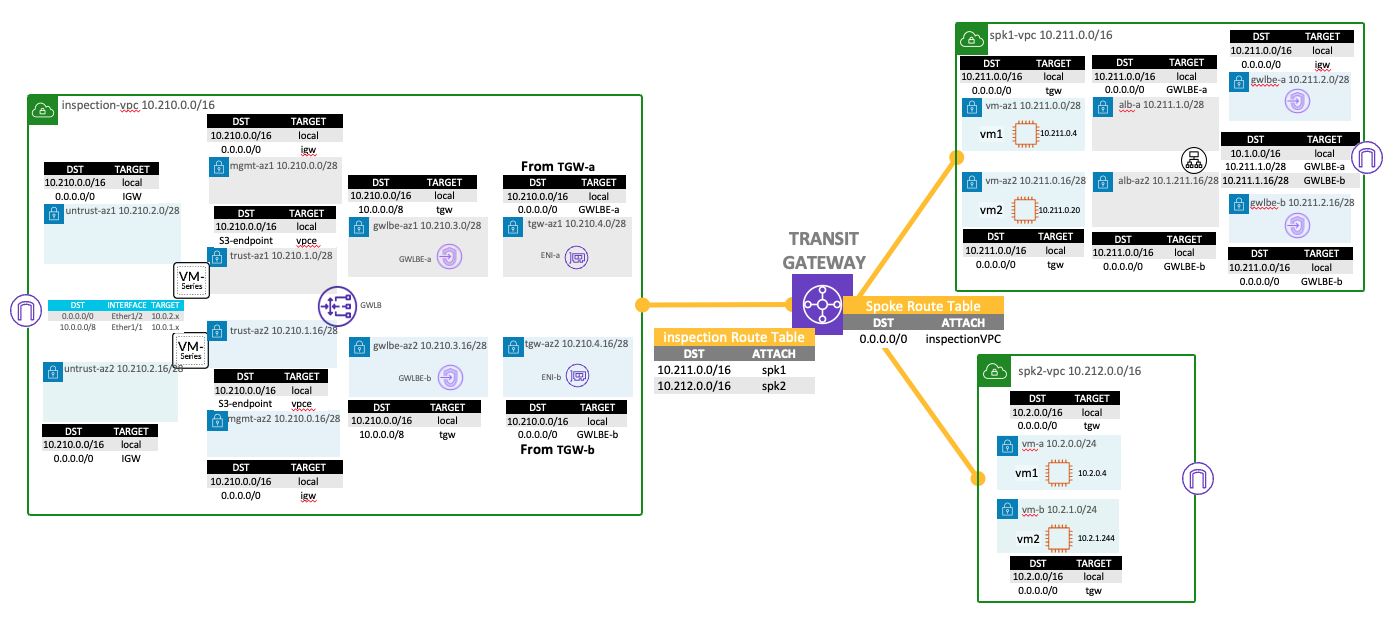 inspection-vpc 10.210.0.0/16
DST TARGET
10.210.0.0/16 local
0.0.0.0/0 igw
mgmt-az1 10.210.0.0/28
DST TARGET
10.210.0.0/16 local
0.0.0.0/0 IGW
untrust-az1 10.210.2.0/28
DST TARGET
10.210.0.0/16 local
S3-endpoint vpce
trust-az1 10.210.1.0/28
VM-
Series
DST INTERFACE TARGET
0.0.0.0/0 Ether1/2 10.0.2.x
10.0.0.0/8 Ether1/1 10.0.1.x
GWLB
VM-
Series
trust-az2 10.210.1.16/28
untrust-az2 10.210.2.16/28
DST TARGET
10.210.0.0/16 local
S3-endpoint vpce
mgmt-az2 10.210.0.16/28
DST TARGET
10.210.0.0/16 local
0.0.0.0/0 IGW
DST TARGET
10.210.0.0/16 local
0.0.0.0/0 igw
DST TARGET
10.210.0.0/16 local
10.0.0.0/8 tgw
gwlbe-az1 10.210.3.0/28
GWLBE-a
gwlbe-az2 10.210.3.16/28
GWLBE-b
DST TARGET
10.210.0.0/16 local
10.0.0.0/8 tgw
From TGW-a
DST TARGET
10.210.0.0/16 local
0.0.0.0/0 GWLBE-a
tgw-az1 10.210.4.0/28
ENI-a
tgw-az2 10.210.4.16/28
ENI-b
DST TARGET
10.210.0.0/16 local
0.0.0.0/0 GWLBE-b
From TGW-b
TRANSIT
GATEWAY
inspection Route Table
DST ATTACH
10.211.0.0/16 spk1
10.212.0.0/16 spk2
Spoke Route Table
DST ATTACH
0.0.0.0/0 inspectionVPC
spk1-vpc 10.211.0.0/16
DST TARGET
10.211.0.0/16 local
0.0.0.0/0 tgw
vm-az1 10.211.0.0/28
vm1 10.211.0.4
vm-az2 10.211.0.16/28
vm2 10.211.0.20
DST TARGET
10.211.0.0/16 local
0.0.0.0/0 tgw
DST TARGET
10.211.0.0/16 local
0.0.0.0/0 GWLBE-a
alb-a 10.211.1.0/28
alb-az2 10.1.211.16/28
DST TARGET
10.211.0.0/16 local
0.0.0.0/0 GWLBE-b
DST TARGET
10.211.0.0/16 local
0.0.0.0/0 igw
gwlbe-a 10.211.2.0/28
DST TARGET
10.1.0.0/16 local
10.211.1.0/28 GWLBE-a
10.211.1.16/28 GWLBE-b
gwlbe-b 10.211.2.16/28
DST TARGET
10.211.0.0/16 local
0.0.0.0/0 GWLBE-b
spk2-vpc 10.212.0.0/16
DST TARGET
10.2.0.0/16 local
0.0.0.0/0 tgw
vm-a 10.2.0.0/24
vm1 10.2.0.4
vm-b 10.2.1.0/24
vm2 10.2.1.244
DST TARGET
10.2.0.0/16 local
0.0.0.0/0 tgw